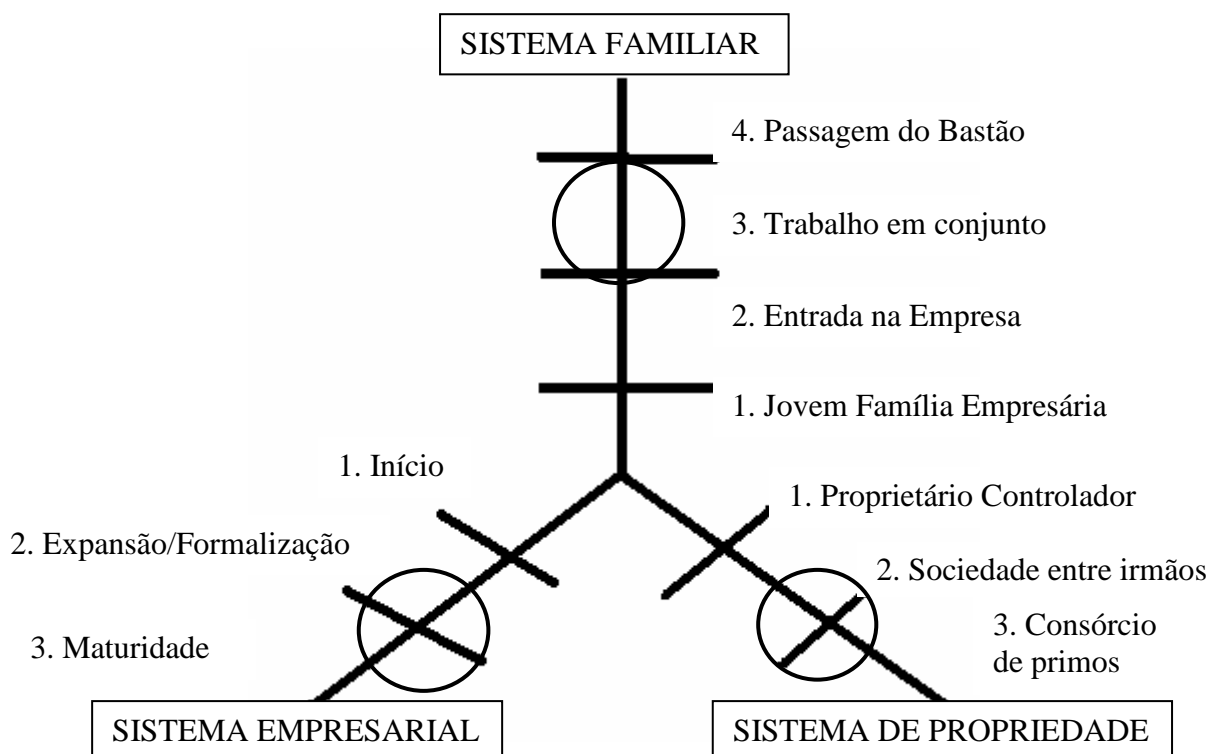 SISTEMA FAMILIAR
4. Passagem do Bastão
3. Trabalho em conjunto
2. Entrada na Empresa
1. Jovem Família Empresária
1. Início
1. Proprietário Controlador
2. Expansão/Formalização
2. Sociedade entre irmãos
3. Maturidade
3. Consórcio
de primos
SISTEMA EMPRESARIAL
SISTEMA DE PROPRIEDADE